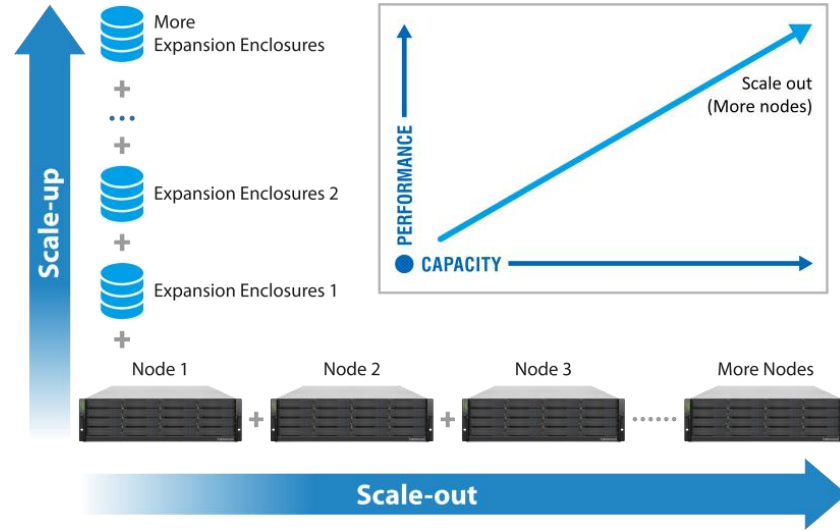 More
Expansion Enclosures
Scale out
(More nodes)
PERFORMANCE
Scale-up
Expansion Enclosures 2
CAPACITY
Expansion Enclosures 1
Node 1
Node 2
Node 3
More Nodes
Scale-out